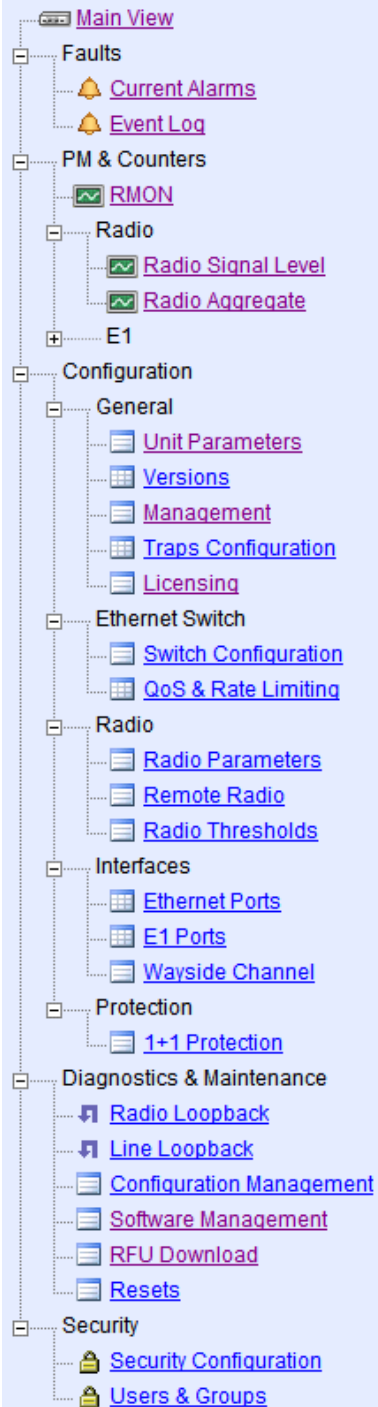 Main View
Faults
Current Alarms
Event Log
PM & Counters
RMON
Radio
Radio Signal Level
Radio Aggregate
E1
Configuration
General
Unit Parameters
Versions
Management
Traps Configuration
Licensing
Ethernet Switch
Switch Configuration
QoS & Rate Limiting
Radio
Radio Parameters
Remote Radio
Radio Thresholds
Interfaces
Ethernet Ports
E1 Ports
Wayside Channel
Protection
1+1 Protection
Diagnostics & Maintenance
Radio Loopback
Line Loopback
Configuration Management
Software Management
RFU Download
Resets
Security
Security Configuration
Users & Groups